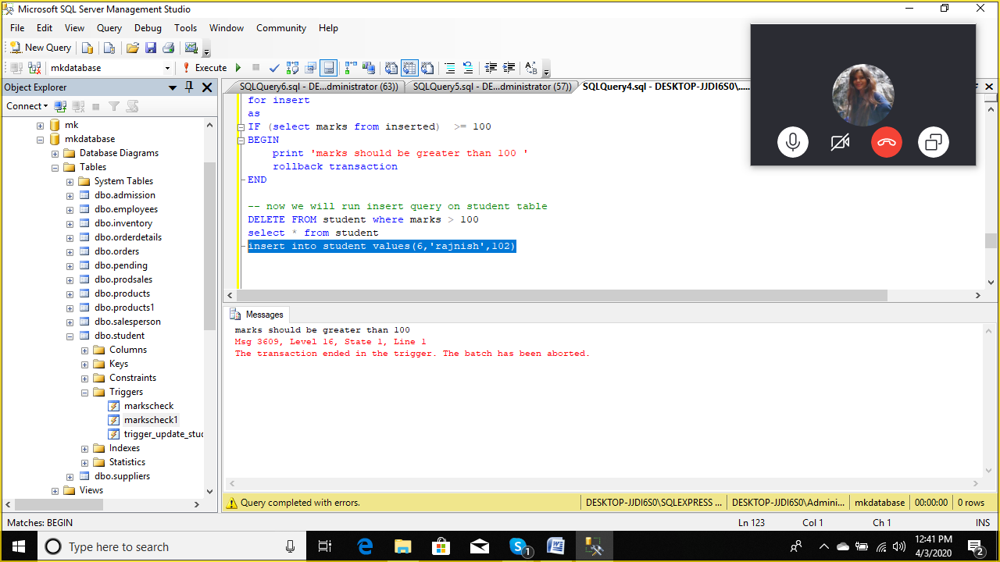 Microsoft SQL Server Management Studio
File Edit View Query Debug Tools Window Community Help
New Query
mkdatabase Execute
Object Explorer
Connect
mk
mkdatabase
Database Diagrams
Tables
System Tables
dbo.admission
dbo.employees
dbo.inventory
dbo.orderdetails
dbo.orders
dbo.pending
dbo.prodsales
dbo.products
dbo.products1
dbo.salesperson
dbo.student
Columns
Keys
Constraints
Triggers
markscheck
markscheck1
trigger_update_stud
Indexes
Statistics
dbo.suppliers
Views
SQLQuery6.sql - DE...dministrator (63)) SQLQuery5.sql - DE...dministrator (57)) SQLQuery4.sql - DESKTOP-JJDI6S0\......
for insert
as
IF (select marks from inserted)  >= 100
BEGIN
print 'marks should be greater than 100 '
rollback transaction
END
-- now we will run insert query on student table
DELETE FROM student where marks > 100
select * from student
insert into student values(6,'rajnish',102)
Messages
marks should be greater than 100
Msg 3609, Level 16, State 1, Line 1
The transaction ended in the trigger. The batch has been aborted.
Query completed with errors. DESKTOP-JJDI6S0\SQLEXPRESS ... DESKTOP-JJDI6S0\Admini... mkdatabase 00:00:00 0 rows
Matches: BEGIN Ln 123 Col 1 Ch 1 INS
Type here to search 1 12:41 PM
4/3/2020 2